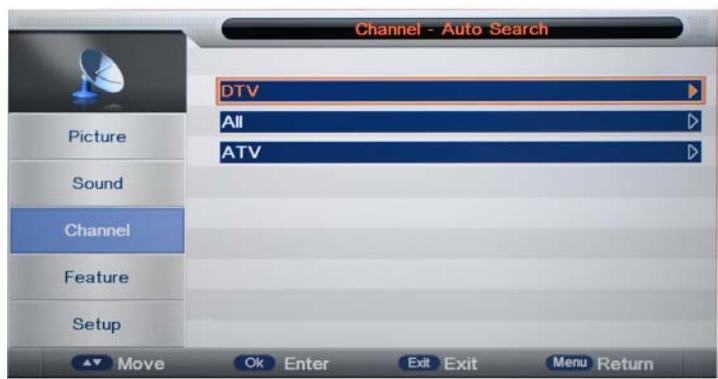 Channel - Auto Search
DTV
All
ATV
Picture
Sound
Channel
Feature
Setup
Move
Ok Enter
Exit Exit
Menu Return